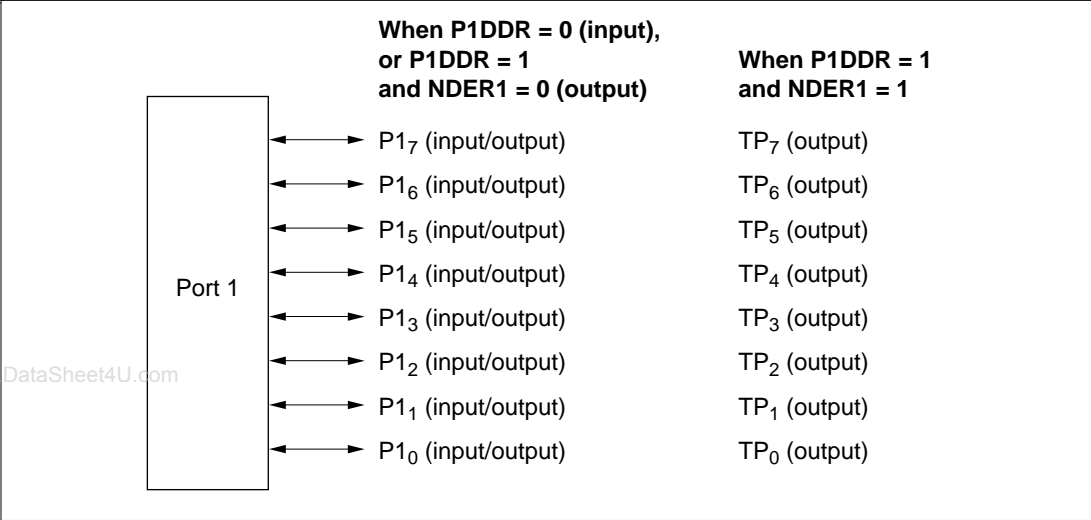 When P1DDR = 0 (input),
or P1DDR = 1
and NDER1 = 0 (output)
When P1DDR = 1
and NDER1 = 1
Port 1
P1₇ (input/output) TP₇ (output)
P1₆ (input/output) TP₆ (output)
P1₅ (input/output) TP₅ (output)
P1₄ (input/output) TP₄ (output)
P1₃ (input/output) TP₃ (output)
P1₂ (input/output) TP₂ (output)
P1₁ (input/output) TP₁ (output)
P1₀ (input/output) TP₀ (output)
DataSheet4U.com